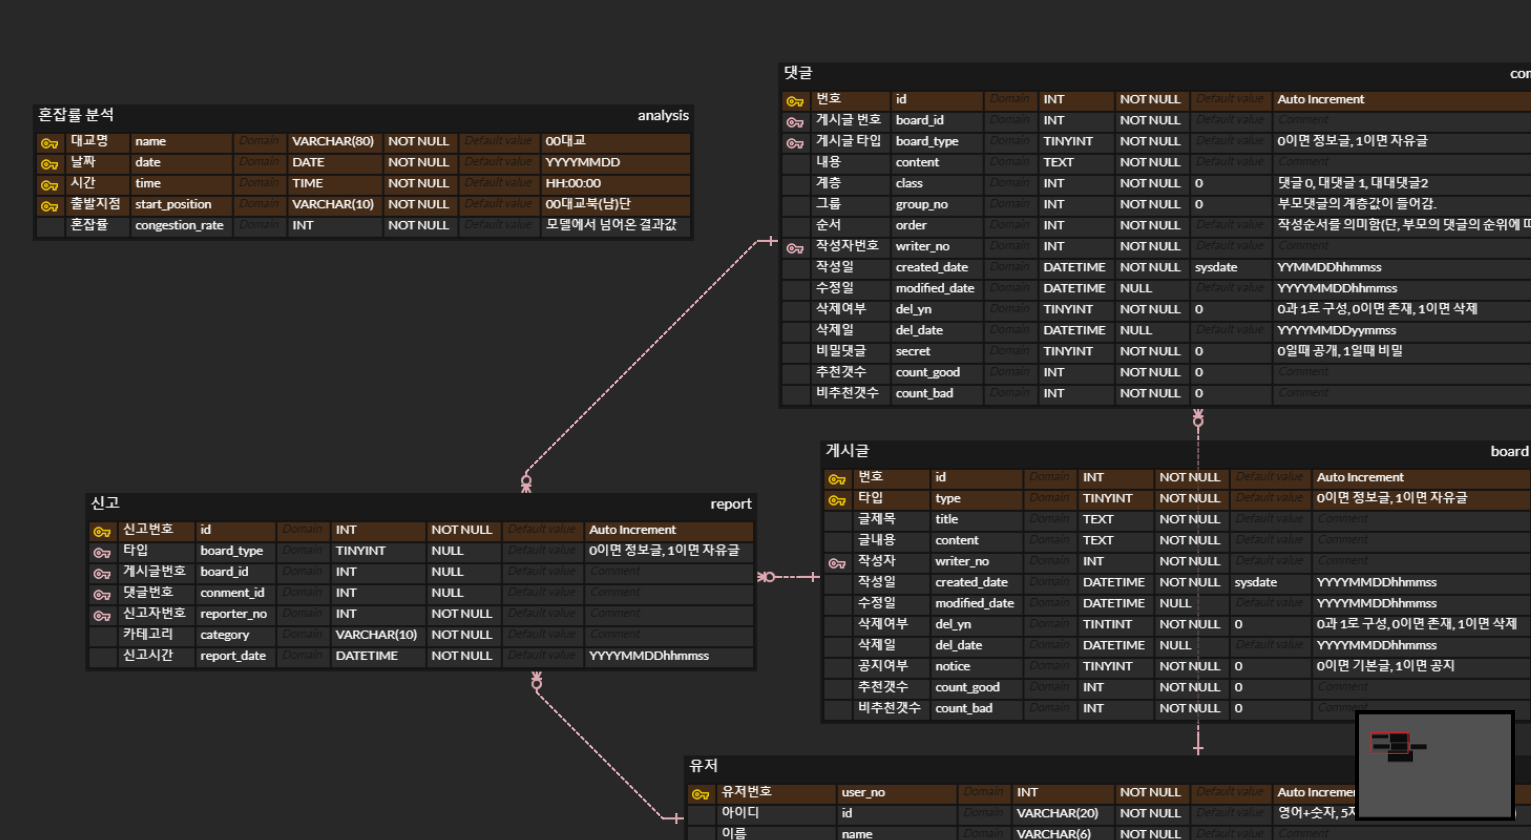 혼잡률 분석 analysis
대교명 name Domain VARCHAR(80) NOT NULL Default value 00대교
날짜 date Domain DATE NOT NULL Default value YYYYMMDD
시간 time Domain TIME NOT NULL Default value HH:00:00
출발지점 start_position Domain VARCHAR(10) NOT NULL Default value 00대교북(남)단
혼잡률 congestion_rate Domain INT NOT NULL Default value 모델에서 넘어온 결과값
댓글
번호 id Domain INT NOT NULL Default value Auto Increment
게시글 번호 board_id Domain INT NOT NULL Default value Comment
게시글 타입 board_type Domain TINYINT NOT NULL Default value 0이면 정보글, 1이면 자유글
내용 content Domain TEXT NOT NULL Default value Comment
계층 class Domain INT NOT NULL 0 댓글 0, 대댓글 1, 대대댓글2
그룹 group_no Domain INT NOT NULL 0 부모댓글의 계층값이 들어감.
순서 order Domain INT NOT NULL 0 작성순서를 의미함(단, 부모의 댓글의 순위에
작성자번호 writer_no Domain INT NOT NULL Default value Comment
작성일 created_date Domain DATETIME NOT NULL sysdate YYMMDDhhmmss
수정일 modified_date Domain DATETIME NULL Default value YYYYMMDDhhmmss
삭제여부 del_yn Domain TINYINT NOT NULL 0 0과 1로 구성, 0이면 존재, 1이면 삭제
삭제일 del_date Domain DATETIME NULL Default value YYYYMMDDyymmss
비밀댓글 secret Domain TINYINT NOT NULL 0 0일때 공개, 1일때 비밀
추천갯수 count_good Domain INT NOT NULL 0 Comment
비추천갯수 count_bad Domain INT NOT NULL 0 Comment
게시글 board
번호 id Domain INT NOT NULL Default value Auto Increment
타입 type Domain TINYINT NOT NULL Default value 0이면 정보글, 1이면 자유글
글제목 title Domain TEXT NOT NULL Default value Comment
글내용 content Domain TEXT NOT NULL Default value Comment
작성자 writer_no Domain INT NOT NULL Default value Comment
작성일 created_date Domain DATETIME NOT NULL sysdate YYYYMMDDhhmmss
수정일 modified_date Domain DATETIME NULL Default value YYYYMMDDhhmmss
삭제여부 del_yn Domain TINTINT NOT NULL 0 0과 1로 구성, 0이면 존재, 1이면 삭제
삭제일 del_date Domain DATETIME NULL Default value YYYYMMDDhhmmss
공지여부 notice Domain TINYINT NOT NULL 0 0이면 기본글, 1이면 공지
추천갯수 count_good Domain INT NOT NULL 0 Comment
비추천갯수 count_bad Domain INT NOT NULL 0 Comment
신고 report
신고번호 id Domain INT NOT NULL Default value Auto Increment
타입 board_type Domain TINYINT NULL Default value 0이면 정보글, 1이면 자유글
게시글번호 board_id Domain INT NULL Default value Comment
댓글번호 conment_id Domain INT NULL Default value Comment
신고자번호 reporter_no Domain INT NOT NULL Default value Comment
카테고리 category Domain VARCHAR(10) NOT NULL Default value Comment
신고시간 report_date Domain DATETIME NOT NULL Default value YYYYMMDDhhmmss
유저
유저번호 user_no Domain INT NOT NULL Default value Auto
아이디 id Domain VARCHAR(20) NOT NULL Default value 영어+숫자,
이름 name Domain VARCHAR(6) NOT NULL Default value